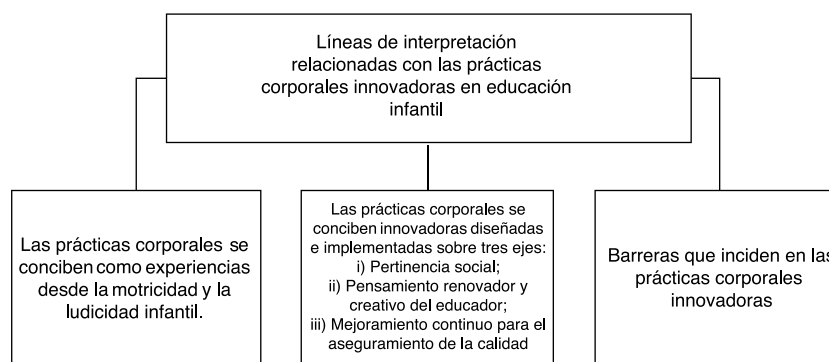 Líneas de interpretación
relacionadas con las prácticas
corporales innovadoras en educación
infantil
Las prácticas corporales se
conciben como experiencias
desde la motricidad y la
ludicidad infantil.
Las prácticas corporales se
conciben innovadoras diseñadas
e implementadas sobre tres ejes:
i) Pertinencia social;
ii) Pensamiento renovador y
creativo del educador;
iii) Mejoramiento continuo para el
aseguramiento de la calidad
Barreras que inciden en las
prácticas corporales
innovadoras